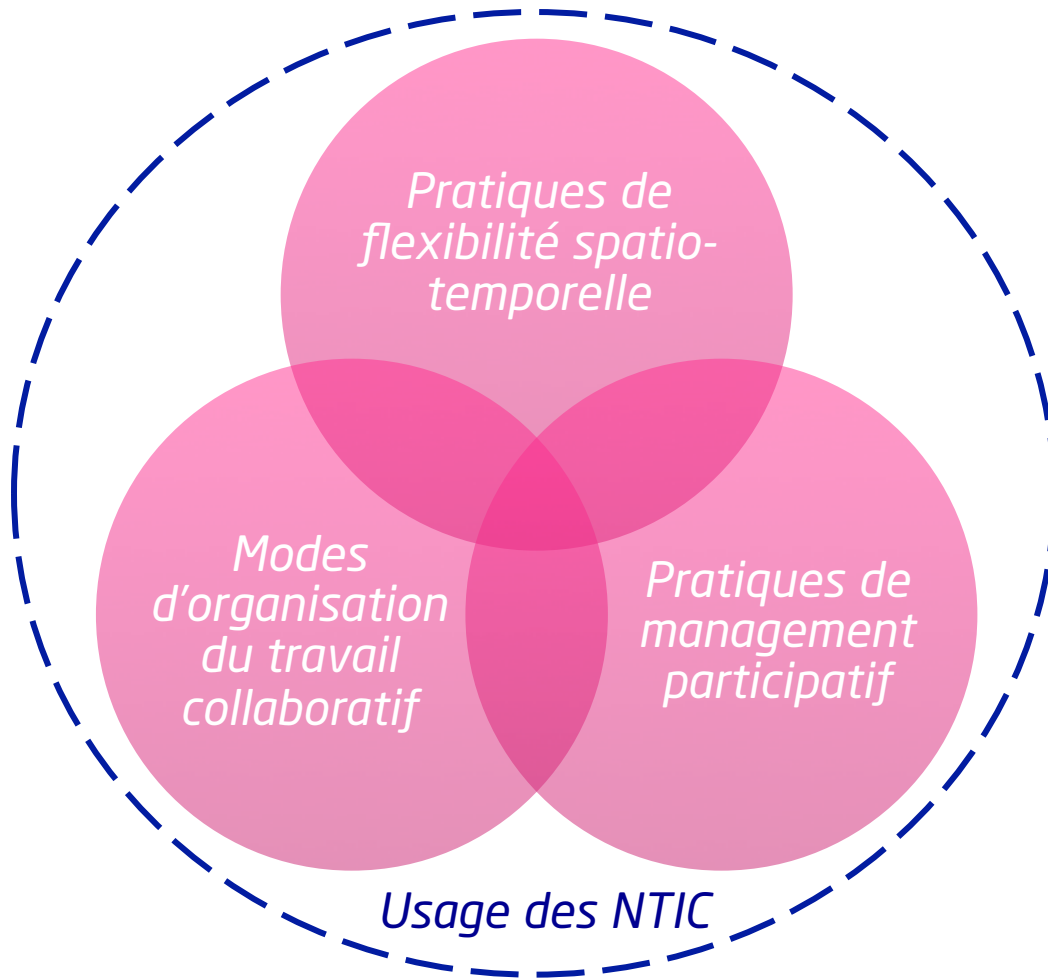 Pratiques de
flexibilité spatio-
temporelle
Modes
d'organisation
du travail
collaboratif
Pratiques de
management
participatif
Usage des NTIC